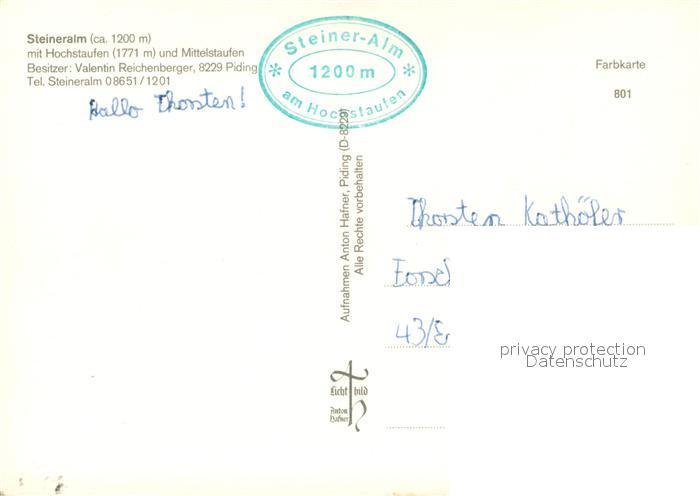 Steineralm (ca. 1200 m)
mit Hochstaufen (1771 m) und Mittelstaufen
Besitzer: Valentin Reichenberger, 8229 Piding
Tel. Steineralm 08651/1201
Hallo Thorsten!
Steiner-Alm
* 1200 m *
am Hochstaufen
Farbkarte
801
Aufnahmen Anton Hafner, Piding (D-8229)
Alle Rechte vorbehalten
Thorsten Kathöfer
43/
privacy protection
Datenschutz
Licht bild
Anton
Hafner